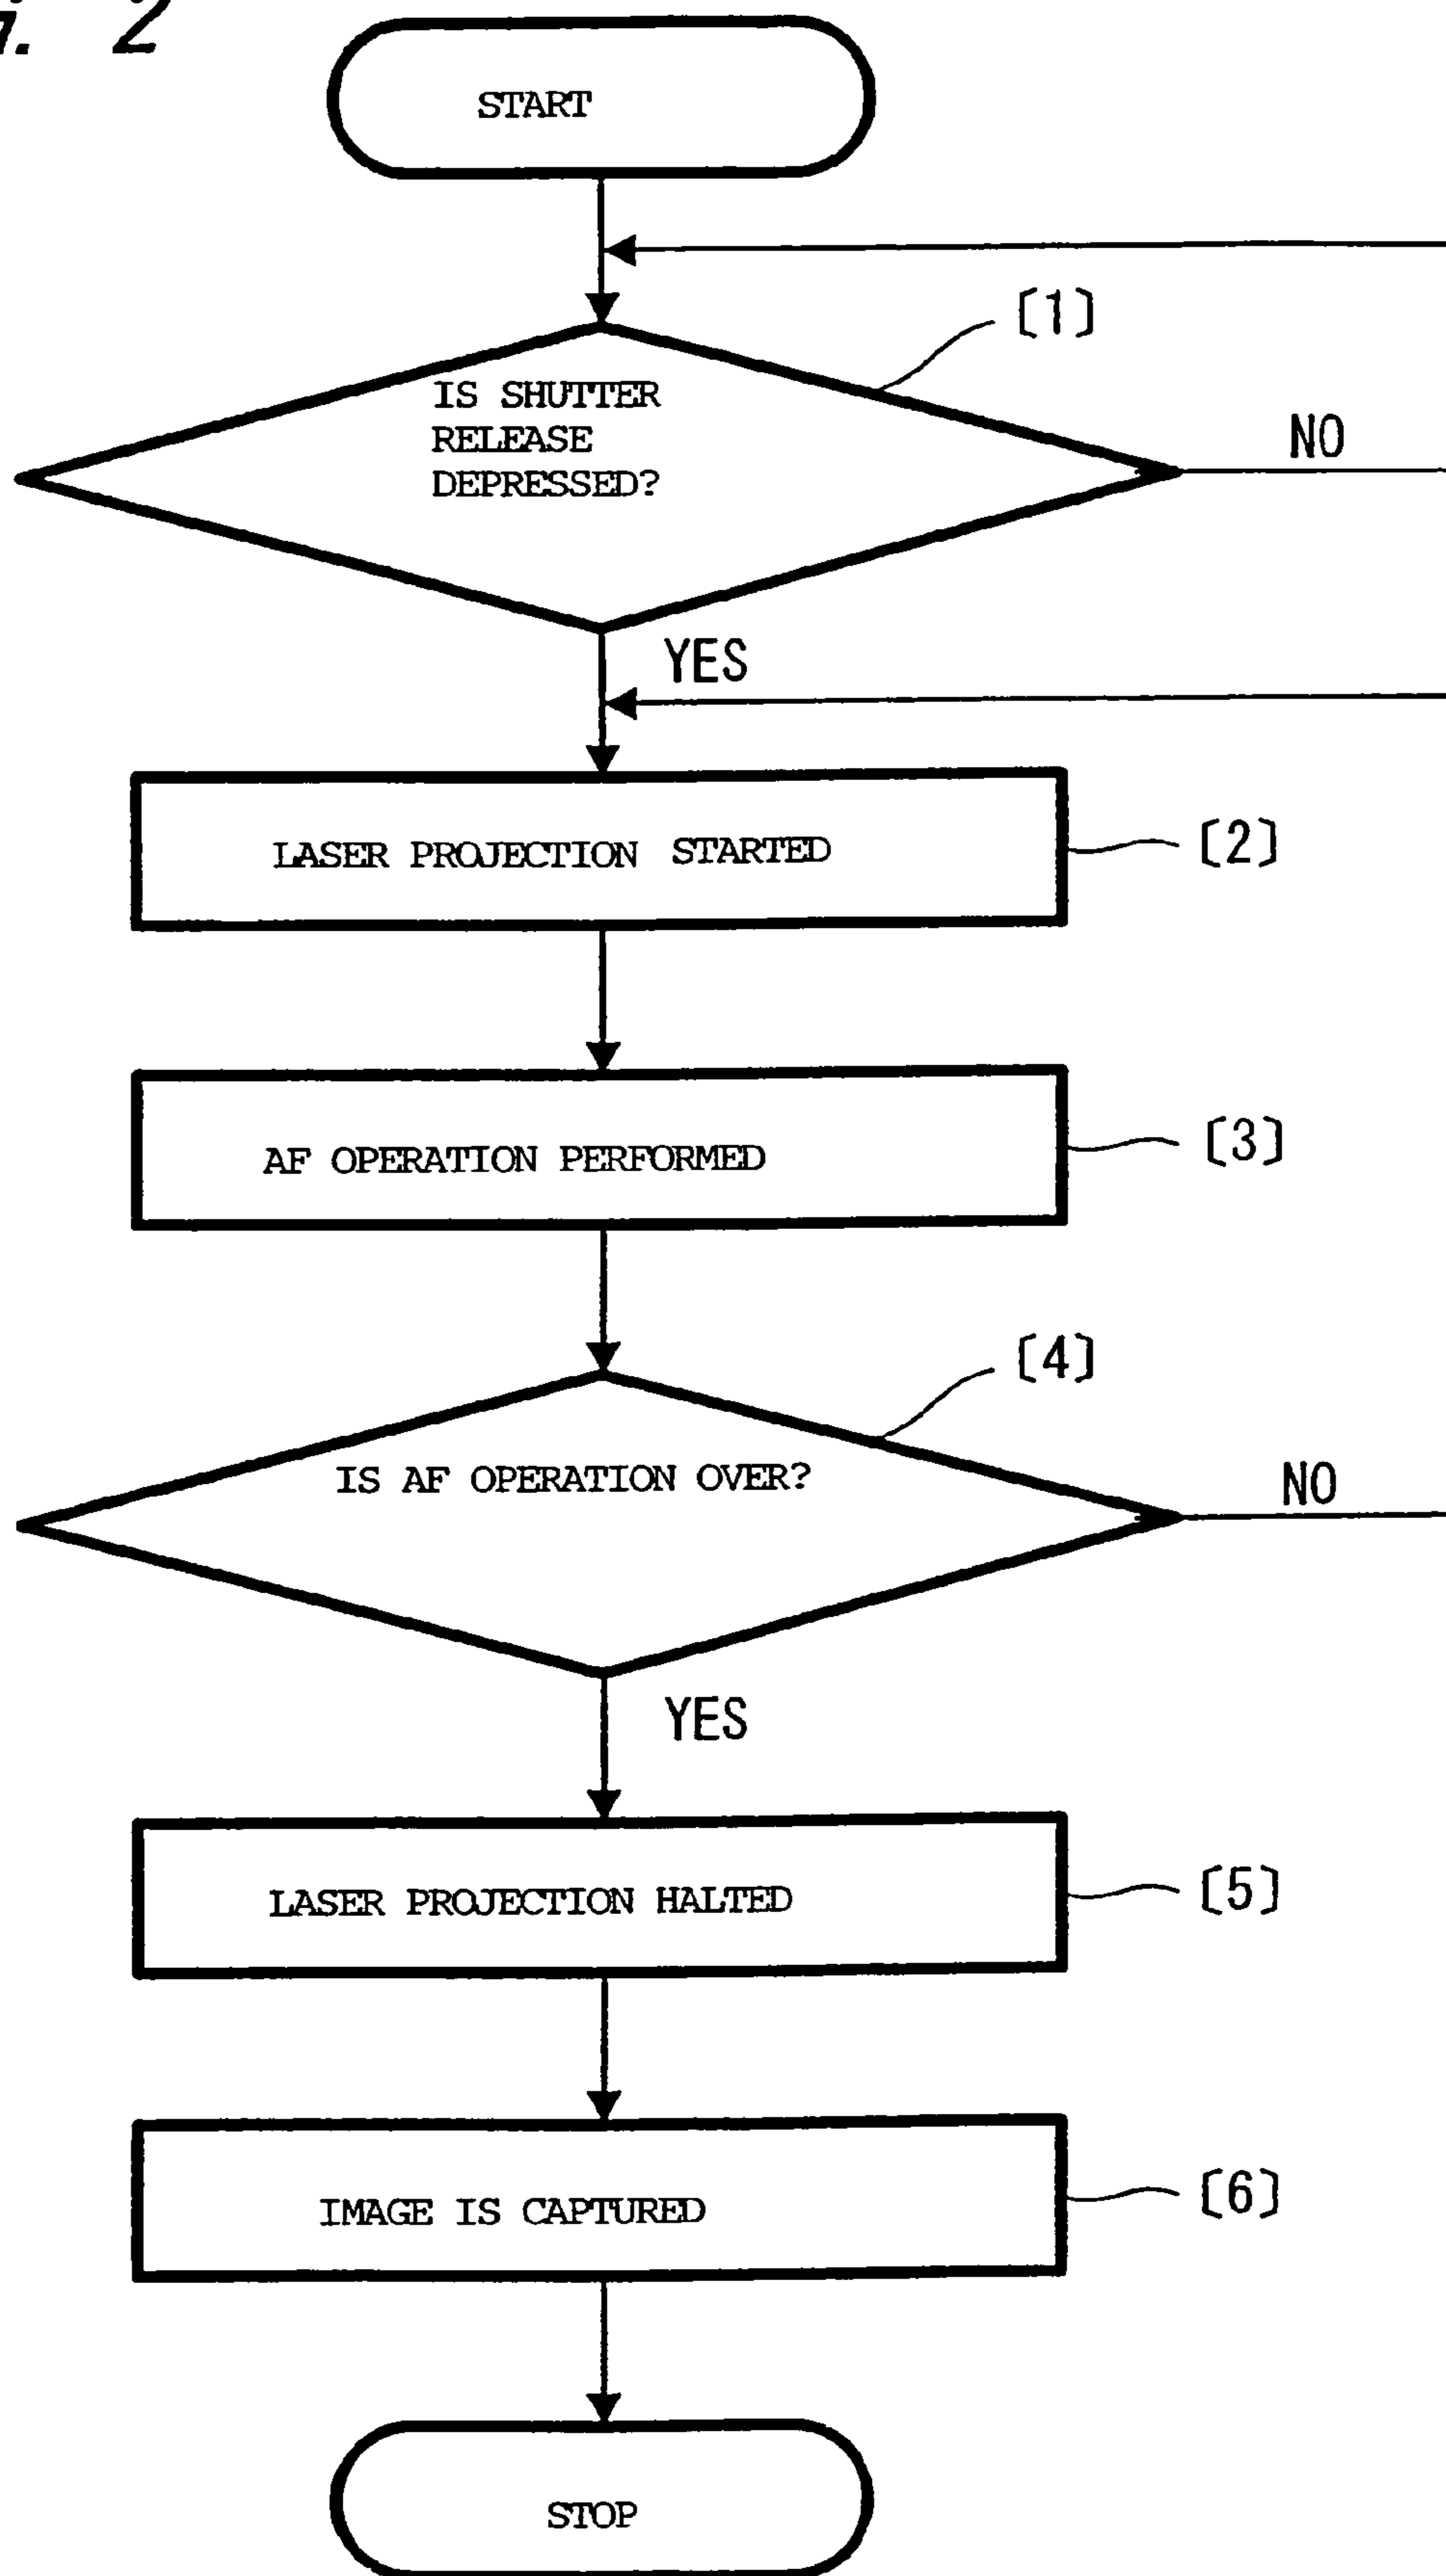 2
START
[1]
IS SHUTTER
RELEASE
DEPRESSED?
NO
YES
LASER PROJECTION STARTED
[2]
AF OPERATION PERFORMED
[3]
[4]
IS AF OPERATION OVER?
NO
YES
LASER PROJECTION HALTED
[5]
IMAGE IS CAPTURED
[6]
STOP